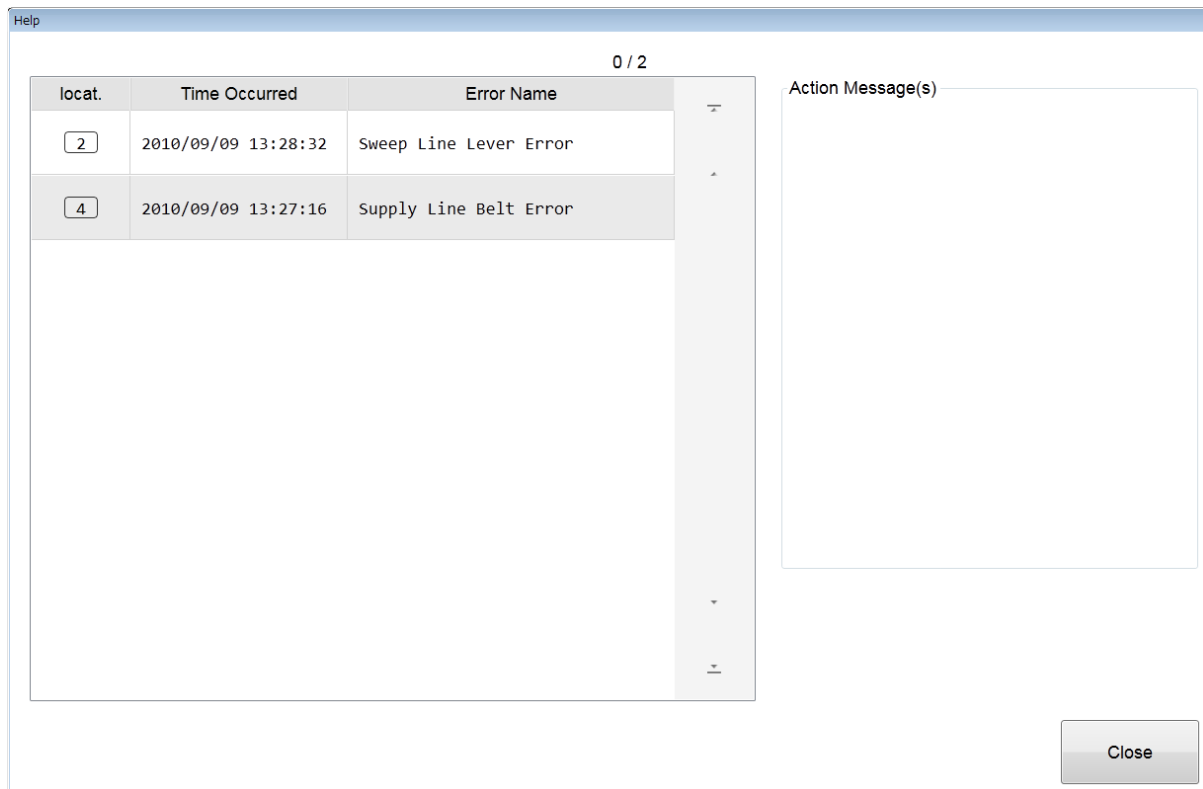 Help
0 / 2
locat. Time Occurred Error Name
2 2010/09/09 13:28:32 Sweep Line Lever Error
4 2010/09/09 13:27:16 Supply Line Belt Error
Action Message(s)
Close